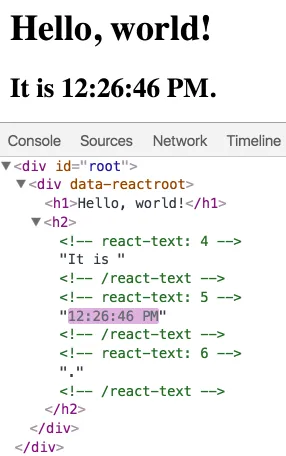 Hello, world!
It is 12:26:46 PM.
Console Sources Network Timeline
▼<div id="root">
▼<div data-reactroot>
<h1>Hello, world!</h1>
▼<h2>
<!-- react-text: 4 -->
"It is "
<!-- /react-text -->
<!-- react-text: 5 -->
"12:26:46 PM"
<!-- /react-text -->
<!-- react-text: 6 -->
"."
<!-- /react-text -->
</h2>
</div>
</div>